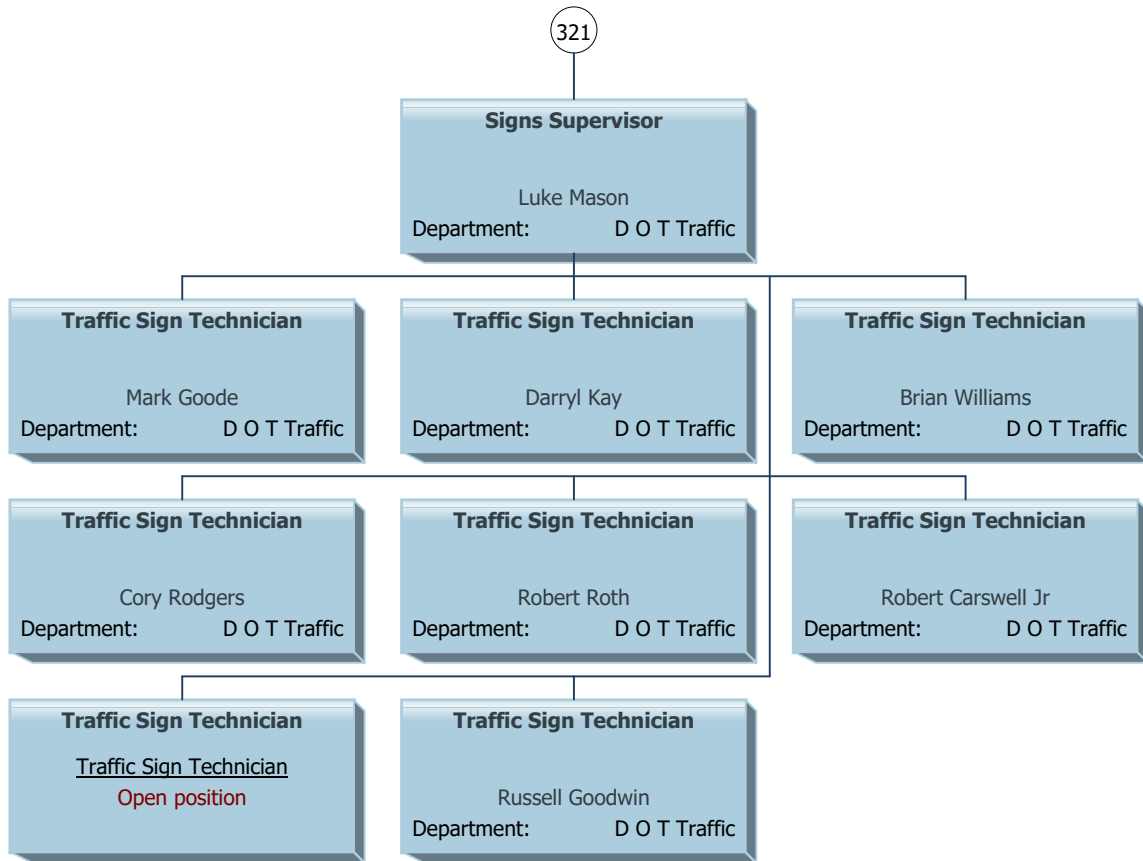 321
Signs Supervisor
Luke Mason
Department: D O T Traffic
Traffic Sign Technician
Mark Goode
Department: D O T Traffic
Traffic Sign Technician
Darryl Kay
Department: D O T Traffic
Traffic Sign Technician
Brian Williams
Department: D O T Traffic
Traffic Sign Technician
Cory Rodgers
Department: D O T Traffic
Traffic Sign Technician
Robert Roth
Department: D O T Traffic
Traffic Sign Technician
Robert Carswell Jr
Department: D O T Traffic
Traffic Sign Technician
Traffic Sign Technician
Open position
Traffic Sign Technician
Russell Goodwin
Department: D O T Traffic